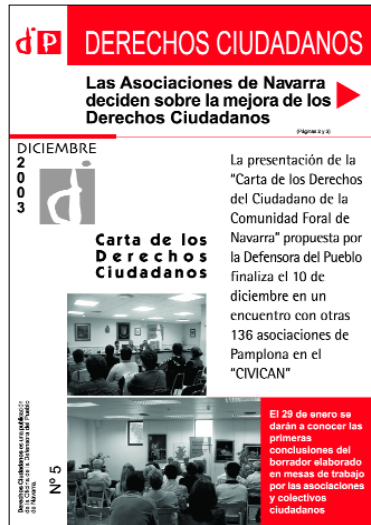 diP DERECHOS CIUDADANOS
Las Asociaciones de Navarra
deciden sobre la mejora de los
Derechos Ciudadanos
(Páginas 2 y 3)
DICIEMBRE
2003
Carta de los
Derechos
Ciudadanos
La presentación de la
"Carta de los Derechos
del Ciudadano de la
Comunidad Foral de
Navarra" propuesta por
la Defensora del Pueblo
finaliza el 10 de
diciembre en un
encuentro con otras
136 asociaciones de
Pamplona en el
"CIVICAN"
Derechos Ciudadanos es una publicación
de la Oficina de la Defensora del Pueblo
de Navarra.
Nº 5
El 29 de enero se
darán a conocer las
primeras
conclusiones del
borrador elaborado
en mesas de trabajo
por las asociaciones
y colectivos
ciudadanos